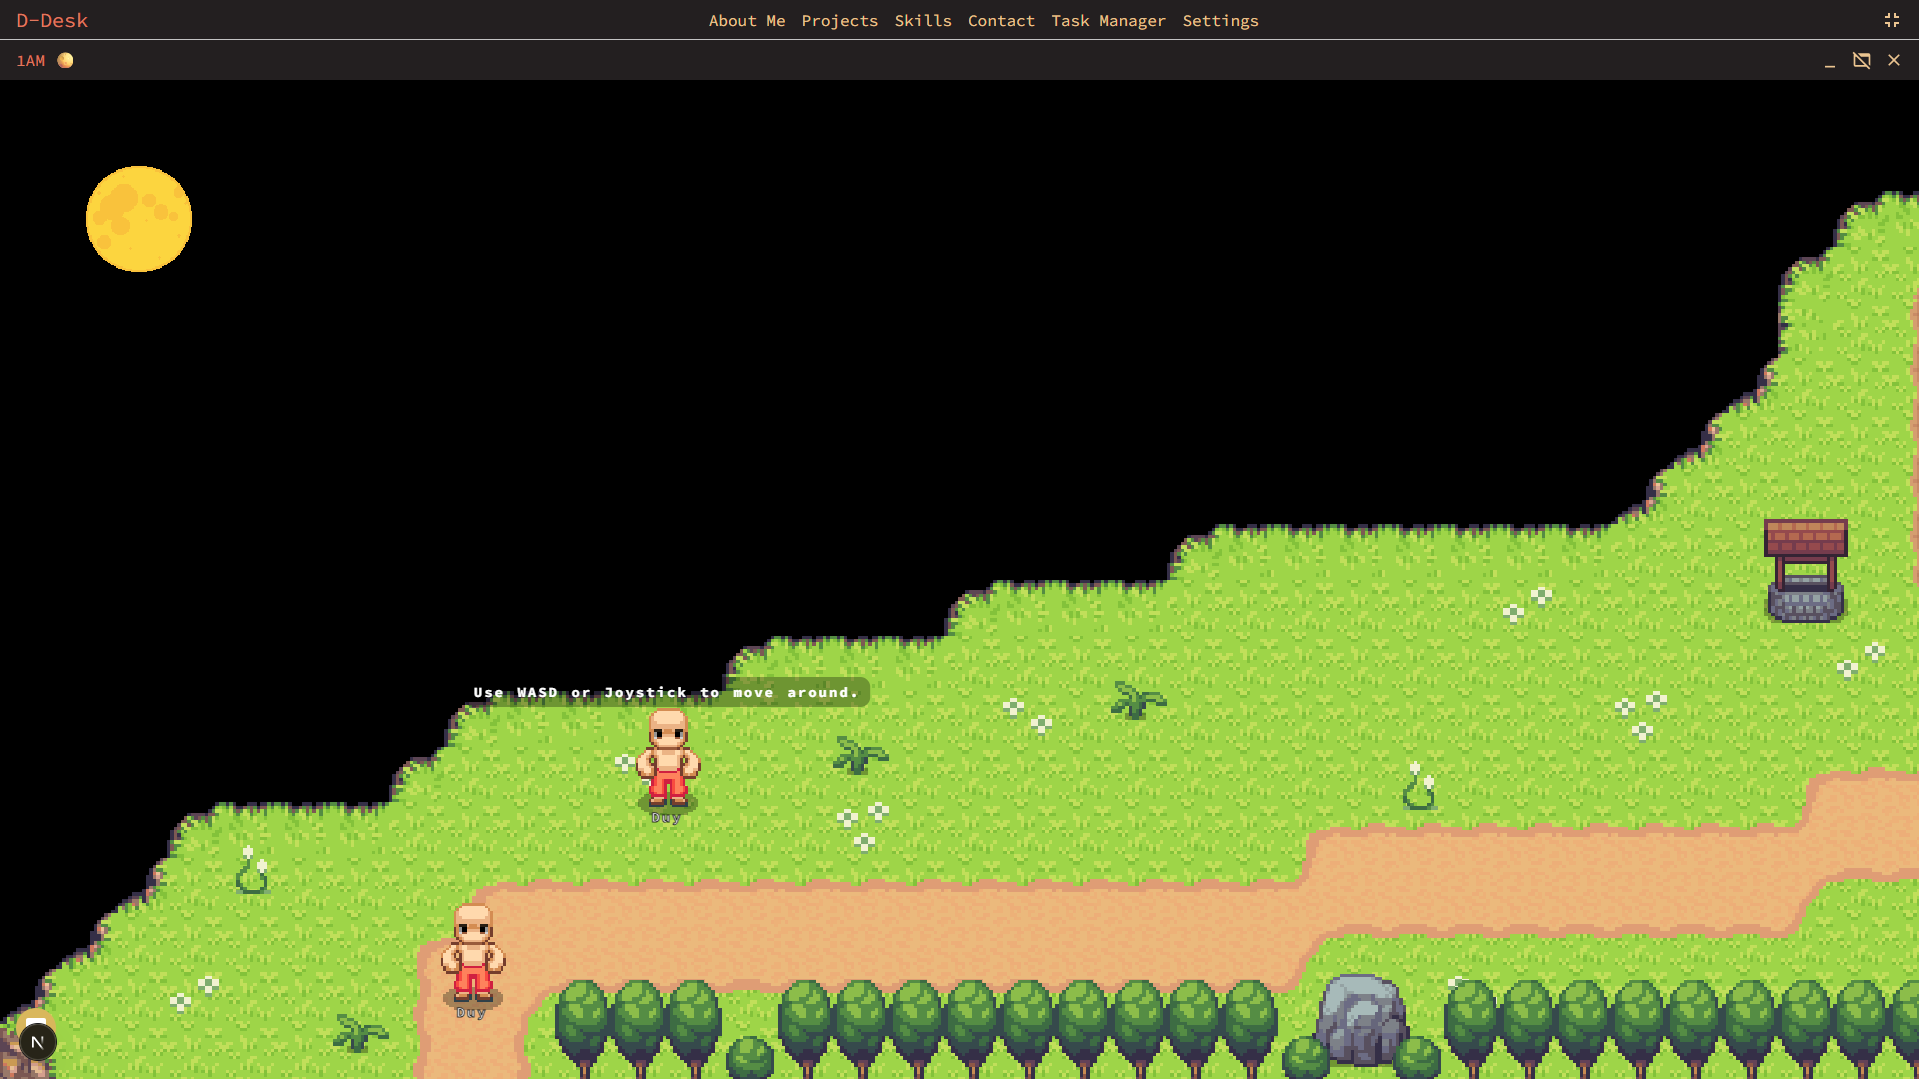 D-Desk
About Me Projects Skills Contact Task Manager Settings
1AM
Use WASD or Joystick to move around.
Duy
Duy
N